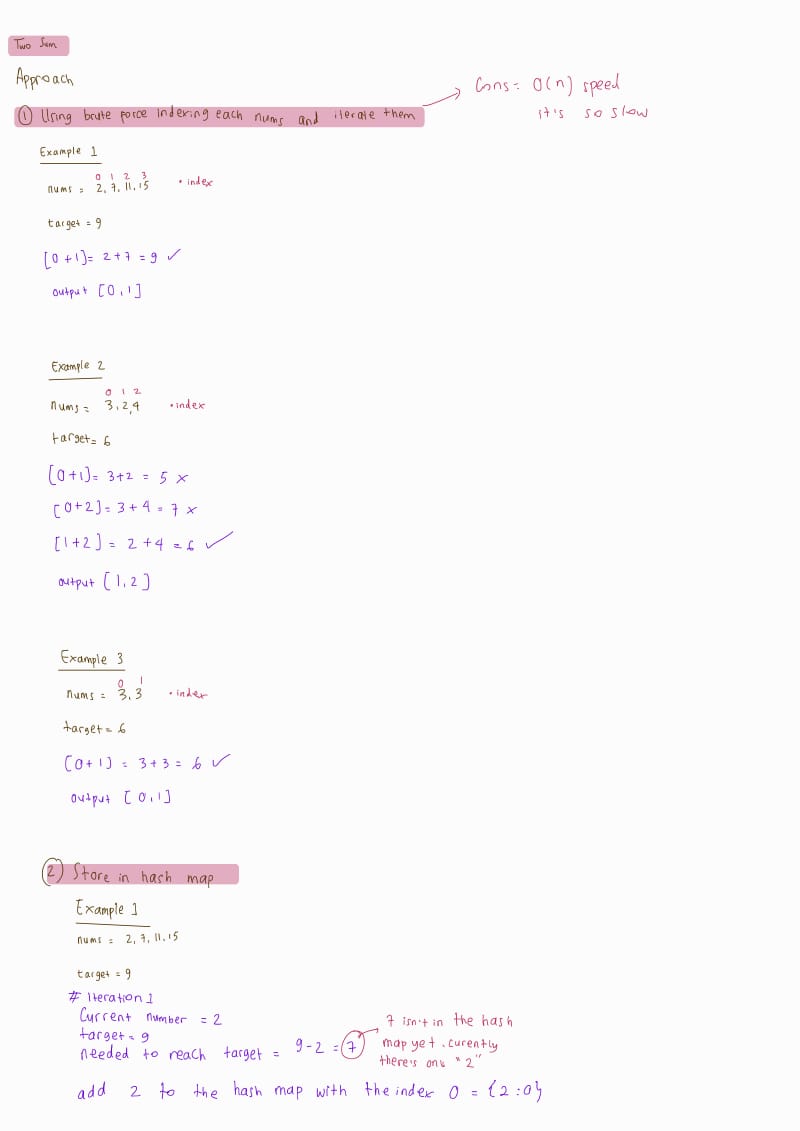 Two Sum
Approach
① Using brute force indexing each nums and iterate them
Cons = O(n) speed
it's so slow
Example 1
0 1 2 3
nums = 2, 7, 11, 15 • index
target = 9
[0 + 1] = 2 + 7 = 9 ✓
output [0, 1]
Example 2
0 1 2
nums = 3, 2, 4 • index
target = 6
[0 + 1] = 3 + 2 = 5 x
[0 + 2] = 3 + 4 = 7 x
[1 + 2] = 2 + 4 = 6 ✓
output [1, 2]
Example 3
0 1
nums = 3, 3 • index
target = 6
[0 + 1] = 3 + 3 = 6 ✓
output [0, 1]
② Store in hash map
Example 1
nums = 2, 7, 11, 15
target = 9
# Iteration 1
Current number = 2
target = 9
needed to reach target = 9 - 2 = 7
7 isn't in the hash
map yet. curently
there's one "2"
add 2 to the hash map with the index 0 = {2 : 0}